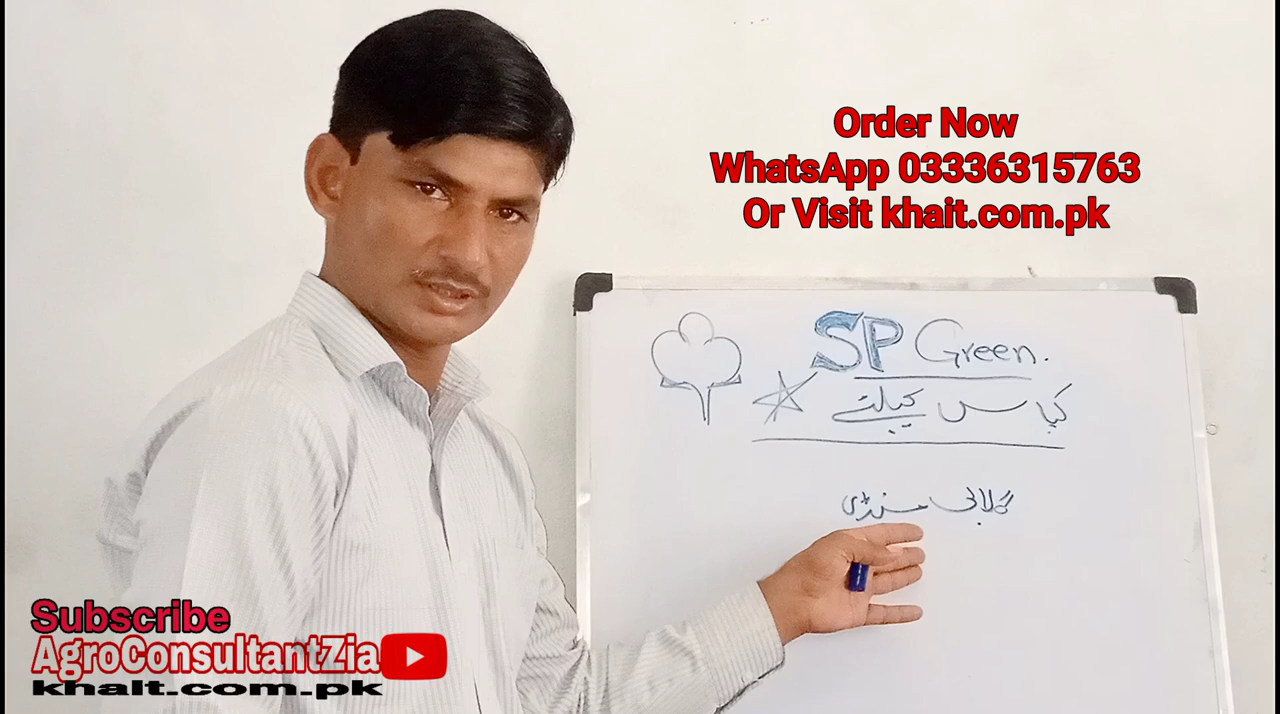 Order Now
WhatsApp 03336315763
Or Visit khait.com.pk
SP Green.
کپاس کیلئے
گلابی سنڈی
Subscribe
AgroConsultantZia
khait.com.pk